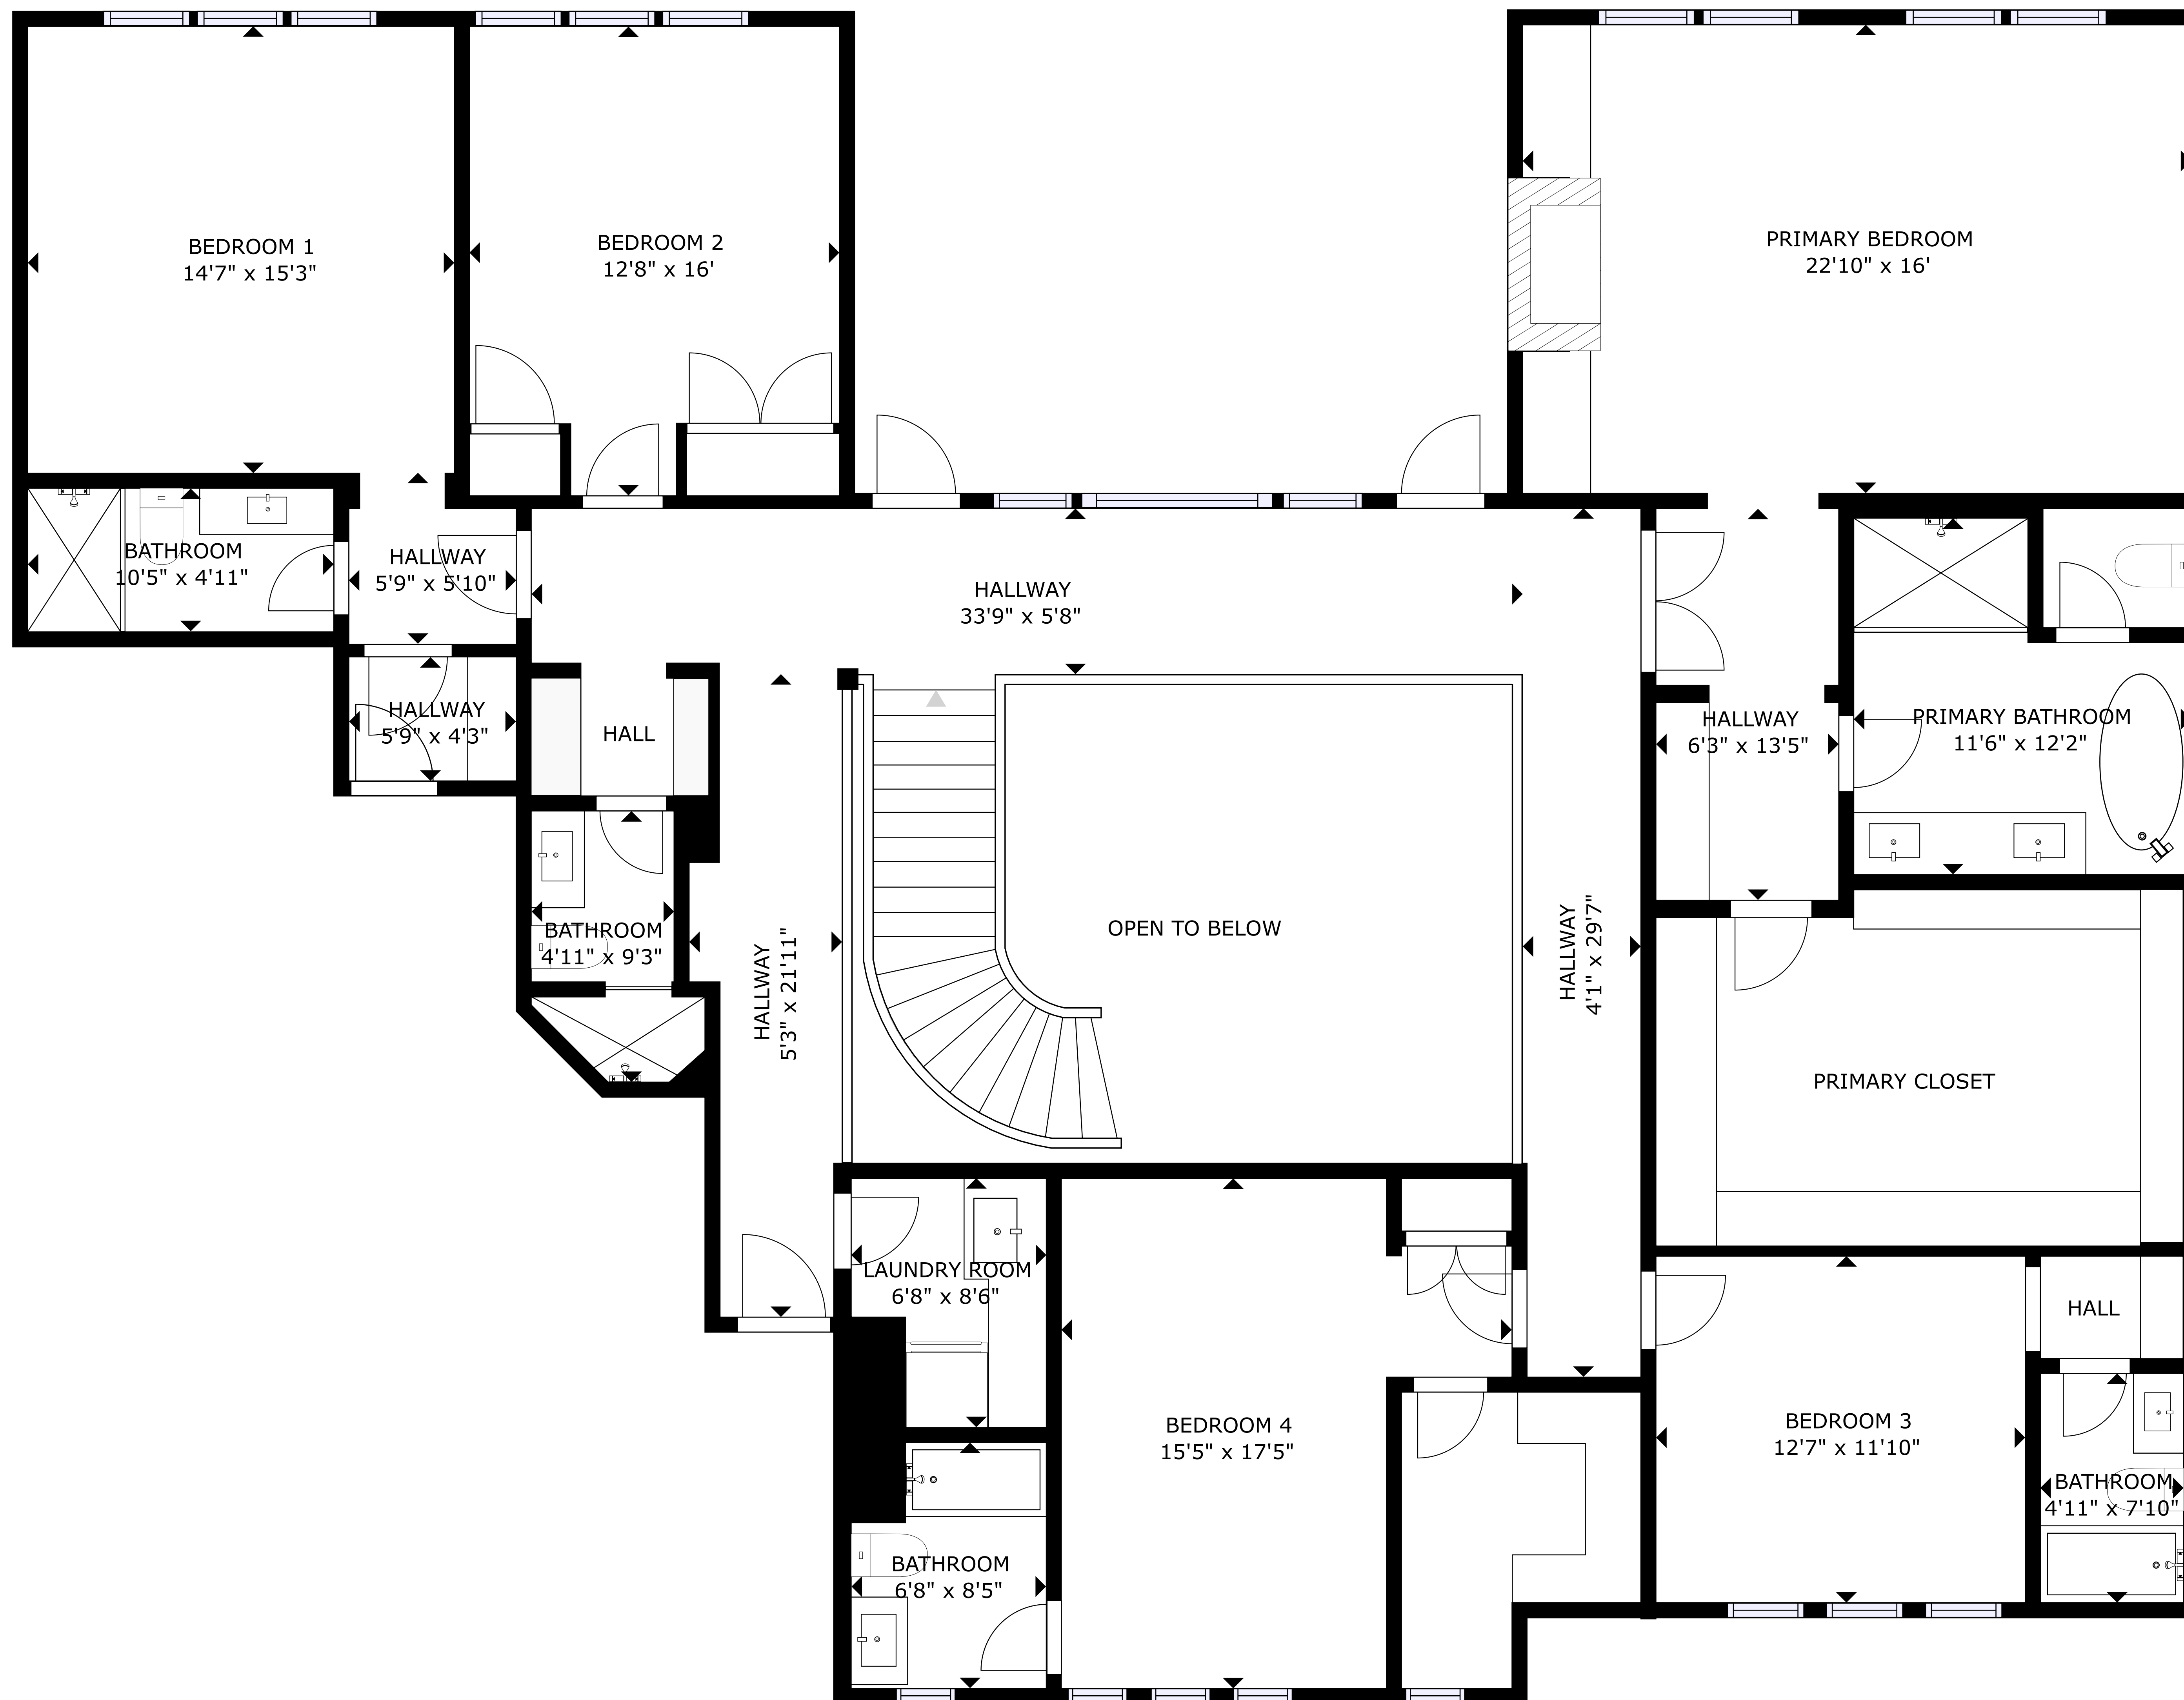 BEDROOM 1
14'7" x 15'3"
BEDROOM 2
12'8" x 16'
PRIMARY BEDROOM
22'10" x 16'
BATHROOM
10'5" x 4'11"
HALLWAY
5'9" x 5'10"
HALLWAY
33'9" x 5'8"
HALLWAY
5'9" x 4'3"
HALL
HALLWAY
6'3" x 13'5"
PRIMARY BATHROOM
11'6" x 12'2"
BATHROOM
4'11" x 9'3"
HALLWAY
5'3" x 21'11"
OPEN TO BELOW
HALLWAY
4'1" x 29'7"
PRIMARY CLOSET
LAUNDRY ROOM
6'8" x 8'6"
HALL
BEDROOM 4
15'5" x 17'5"
BEDROOM 3
12'7" x 11'10"
BATHROOM
4'11" x 7'10"
BATHROOM
6'8" x 8'5"